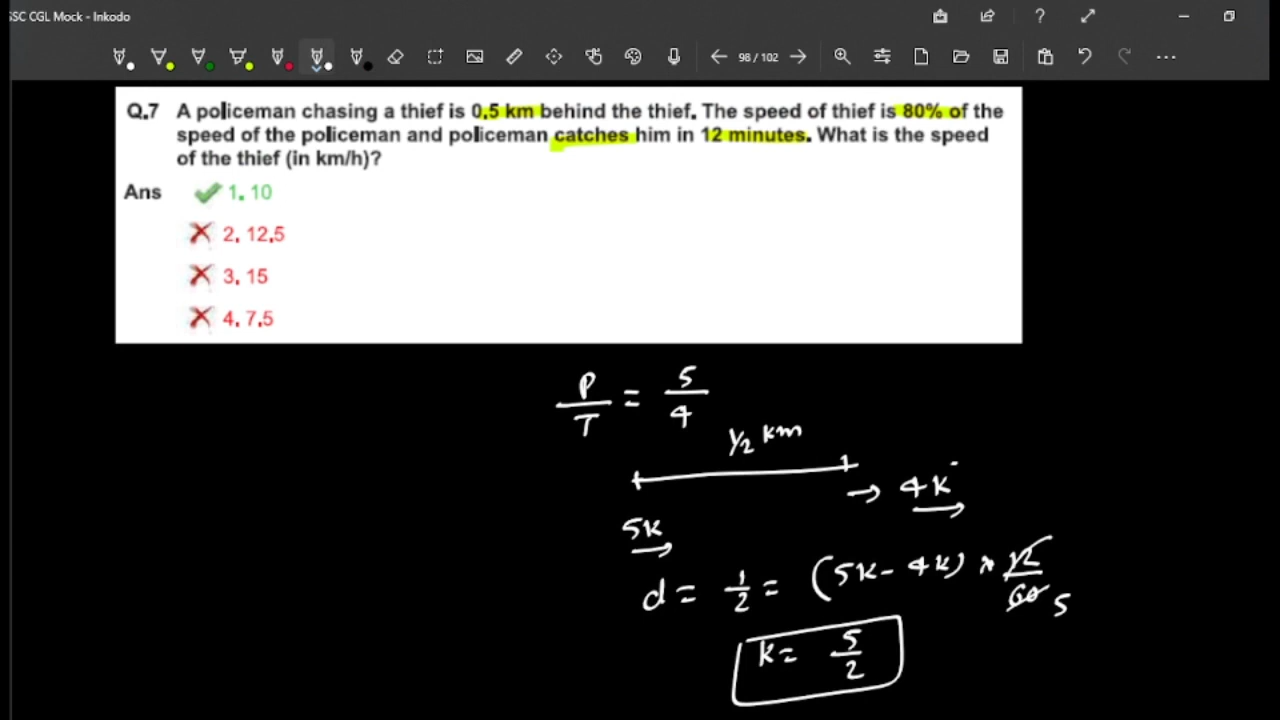 SSC CGL Mock - Inkodo
98 / 102
Q.7 A policeman chasing a thief is 0.5 km behind the thief. The speed of thief is 80% of the
speed of the policeman and policeman catches him in 12 minutes. What is the speed
of the thief (in km/h)?
Ans 1. 10
2. 12.5
3. 15
4. 7.5
P/T = 5/4
1/2 km
4K
5K
d = 1/2 = (5K - 4K) × 12/60 5
K = 5/2